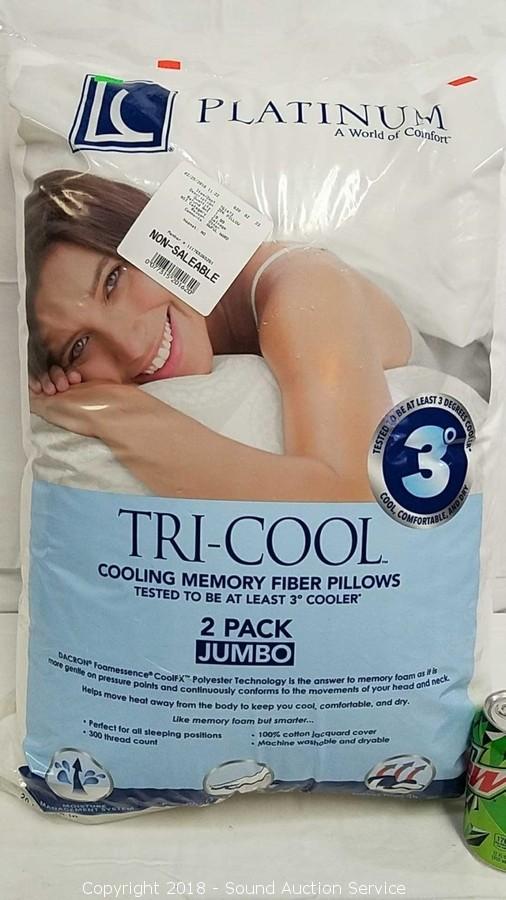 LC
PLATINUM
A World of Comfort™
NON-SALEABLE
TESTED TO BE AT LEAST 3 DEGREES COOLER*
3°
COOL, COMFORTABLE, AND DRY
TRI-COOL™
COOLING MEMORY FIBER PILLOWS
TESTED TO BE AT LEAST 3° COOLER*
2 PACK
JUMBO
DACRON® Foamessence® CoolFX™ Polyester Technology is the answer to memory foam as it is
more gentle on pressure points and continuously conforms to the movements of your head and neck.
Helps move heat away from the body to keep you cool, comfortable, and dry.
Like memory foam but smarter...
• Perfect for all sleeping positions
• 300 thread count
• 100% cotton jacquard cover
• Machine washable and dryable
MOISTURE
MANAGEMENT SYSTEM
Copyright 2018 - Sound Auction Service